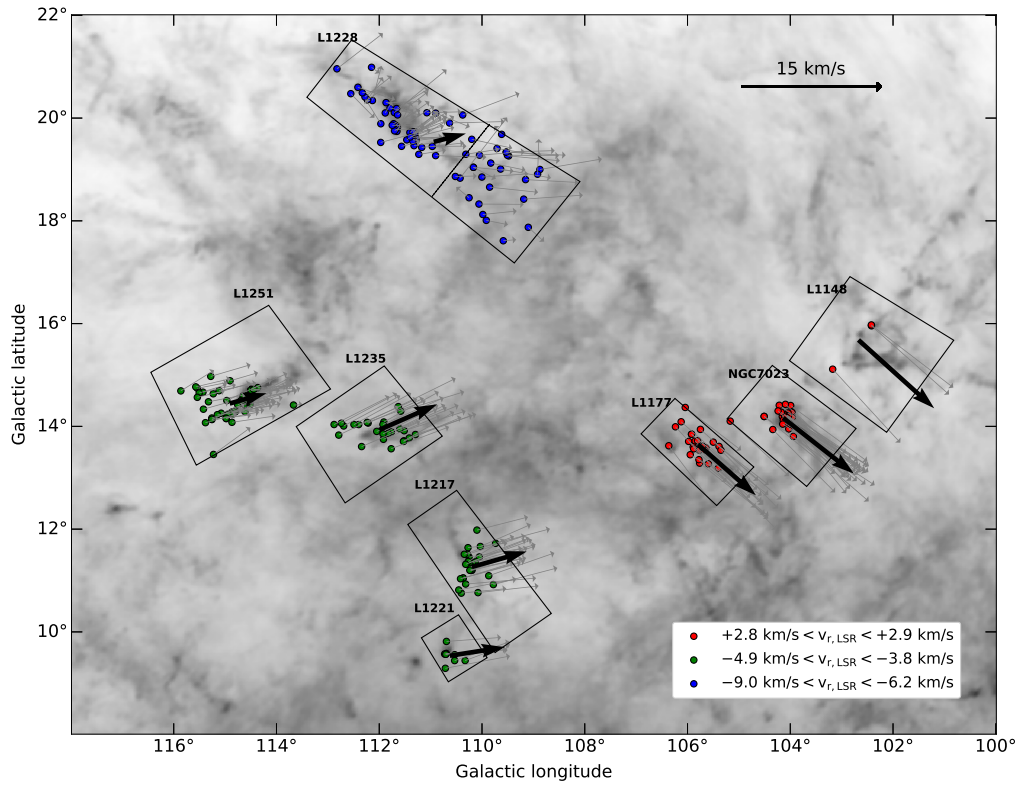 22°
20°
18°
16°
14°
12°
10°
Galactic latitude
L1228
15 km/s
L1251
L1148
L1235
NGC7023
L1177
L1217
L1221
+2.8 km/s < v_r,LSR < +2.9 km/s
−4.9 km/s < v_r,LSR < −3.8 km/s
−9.0 km/s < v_r,LSR < −6.2 km/s
116° 114° 112° 110° 108° 106° 104° 102° 100°
Galactic longitude